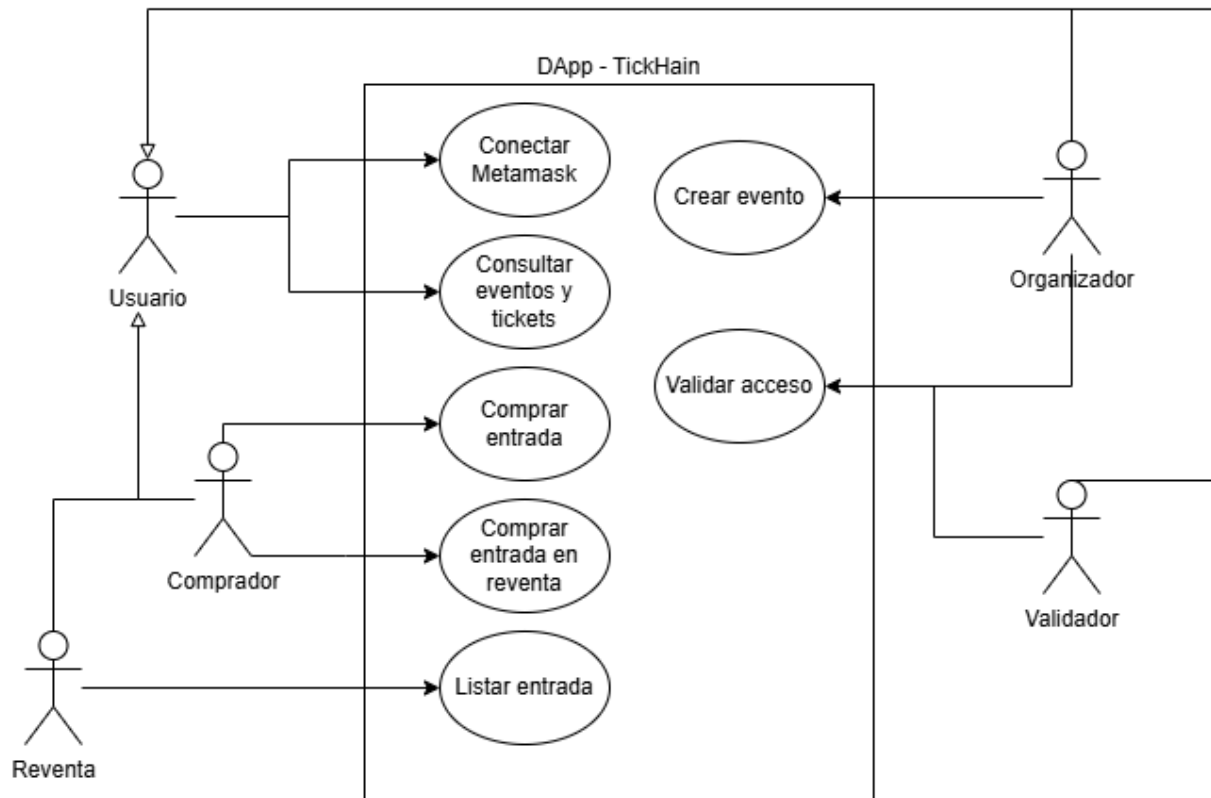 DApp - TickHain
Conectar
Metamask
Crear evento
Consultar
eventos y
tickets
Usuario
Organizador
Validar acceso
Comprar
entrada
Comprar
entrada en
reventa
Comprador
Validador
Listar entrada
Reventa